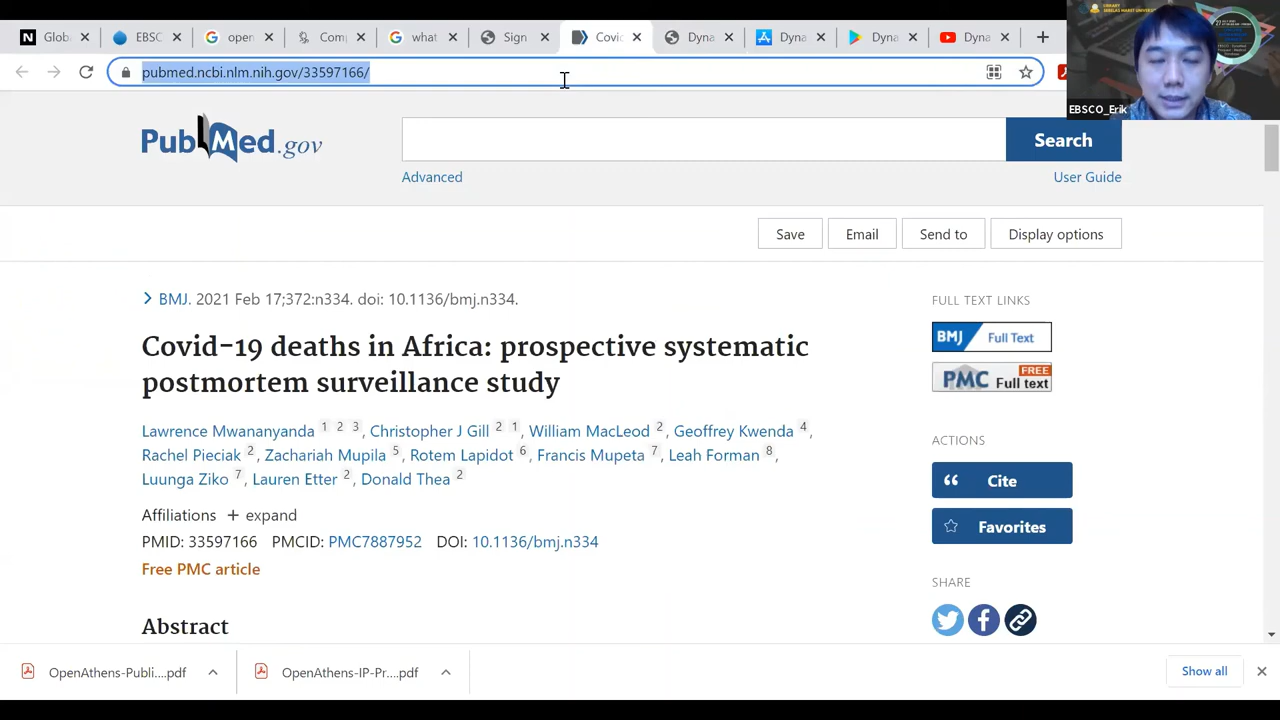 Globa
EBSC
open
Comp
what
Sign
Covid
Dyna
Dyna
Dyna
Dyna
pubmed.ncbi.nlm.nih.gov/33597166/
EBSCO_Erik
PubMed.gov
Search
Advanced
User Guide
Save
Email
Send to
Display options
BMJ. 2021 Feb 17;372:n334. doi: 10.1136/bmj.n334.
Covid-19 deaths in Africa: prospective systematic
postmortem surveillance study
Lawrence Mwananyanda 1 2 3, Christopher J Gill 2 1, William MacLeod 2, Geoffrey Kwenda 4,
Rachel Pieciak 2, Zachariah Mupila 5, Rotem Lapidot 6, Francis Mupeta 7, Leah Forman 8,
Luunga Ziko 7, Lauren Etter 2, Donald Thea 2
Affiliations + expand
PMID: 33597166 PMCID: PMC7887952 DOI: 10.1136/bmj.n334
Free PMC article
Abstract
FULL TEXT LINKS
BMJ Full Text
PMC FREE Full text
ACTIONS
Cite
Favorites
SHARE
OpenAthens-Publi....pdf
OpenAthens-IP-Pr....pdf
Show all